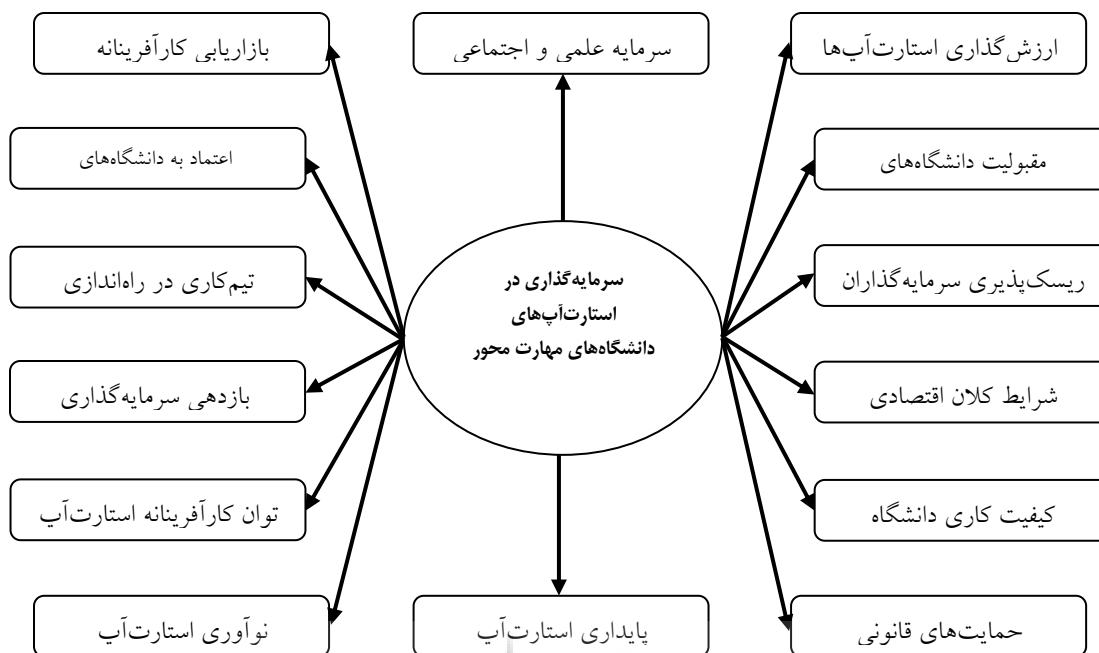 ارزش‌گذاری استارت‌آپ‌ها
سرمایه علمی و اجتماعی
بازاریابی کارآفرینانه
مقبولیت دانشگاه‌های
اعتماد به دانشگاه‌های
ریسک‌پذیری سرمایه‌گذاران
سرمایه‌گذاری در
استارت‌آپ‌های
دانشگاه‌های مهارت محور
تیم‌کاری در راه‌اندازی
شرایط کلان اقتصادی
بازدهی سرمایه‌گذاری
کیفیت کاری دانشگاه
توان کارآفرینانه استارت‌آپ
حمایت‌های قانونی
پایداری استارت‌آپ
نوآوری استارت‌آپ